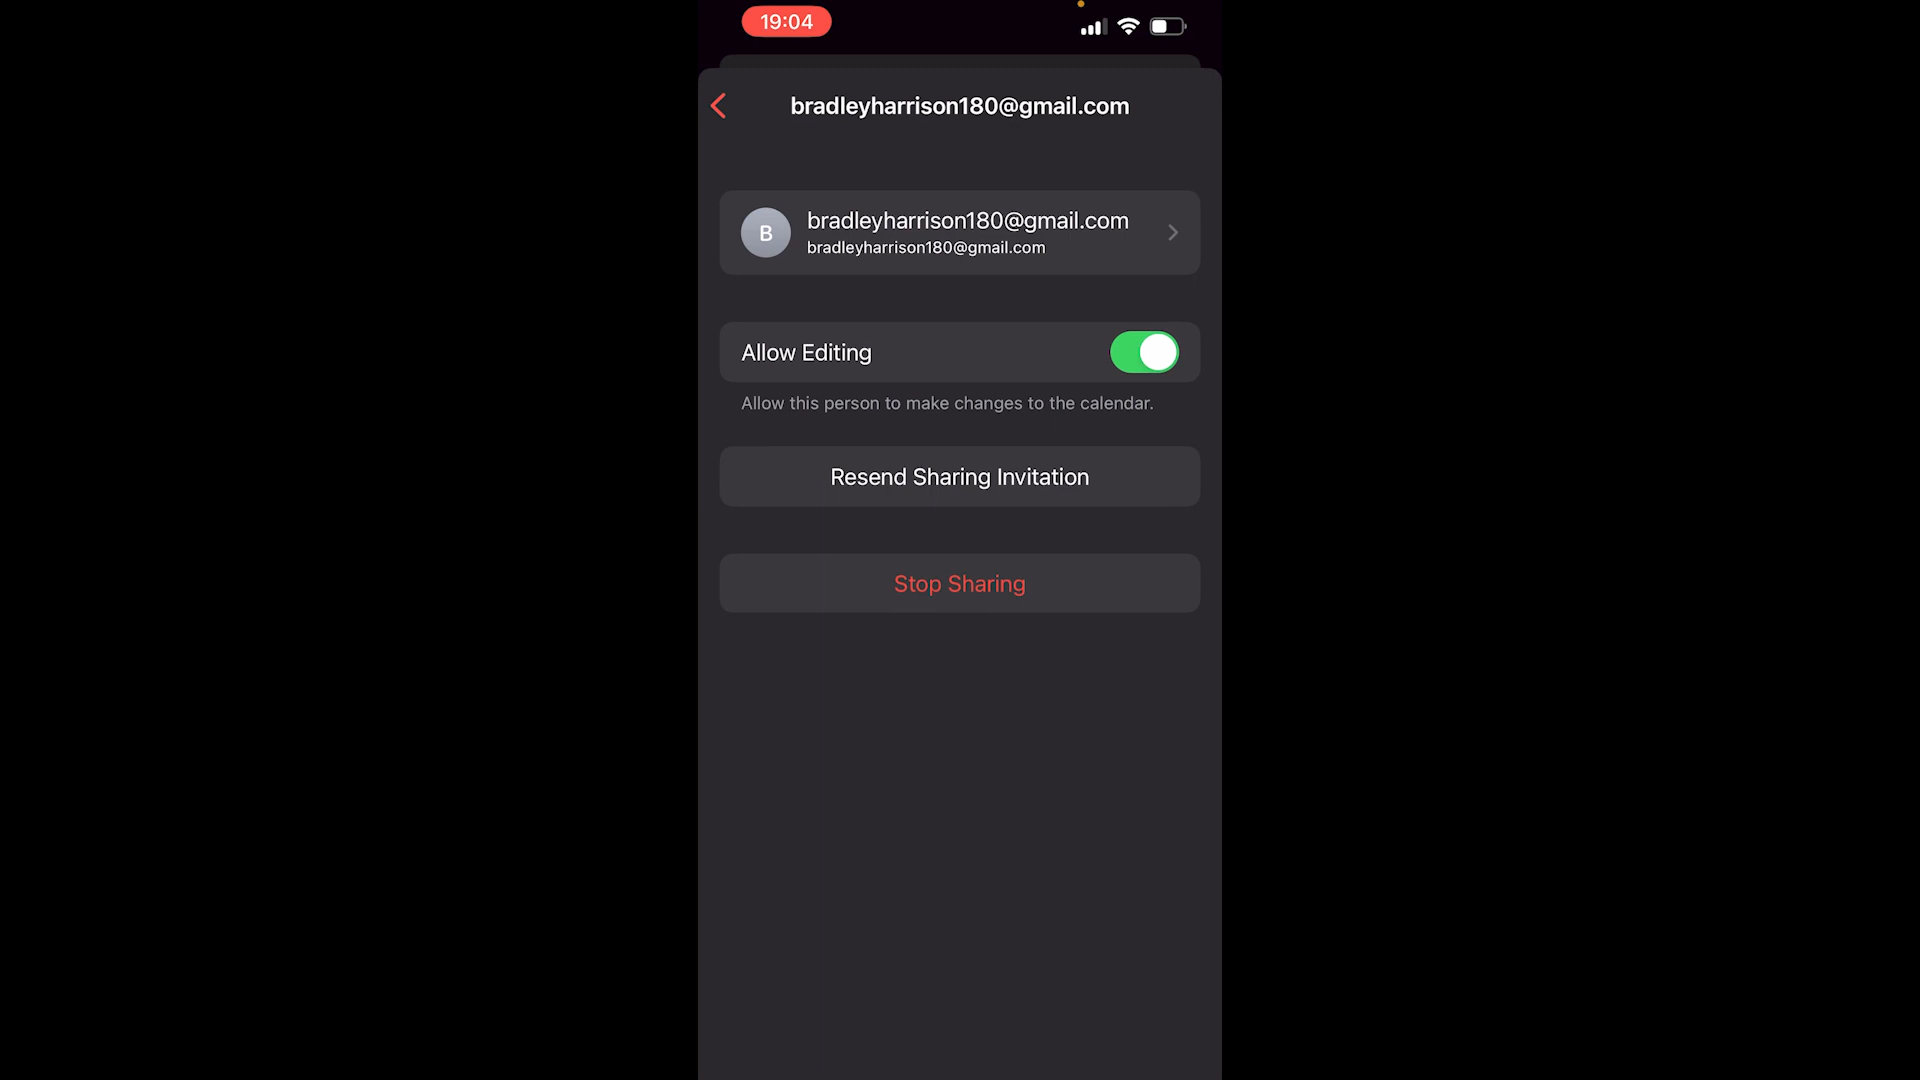 19:04
bradleyharrison180@gmail.com
B
bradleyharrison180@gmail.com
bradleyharrison180@gmail.com
Allow Editing
Allow this person to make changes to the calendar.
Resend Sharing Invitation
Stop Sharing